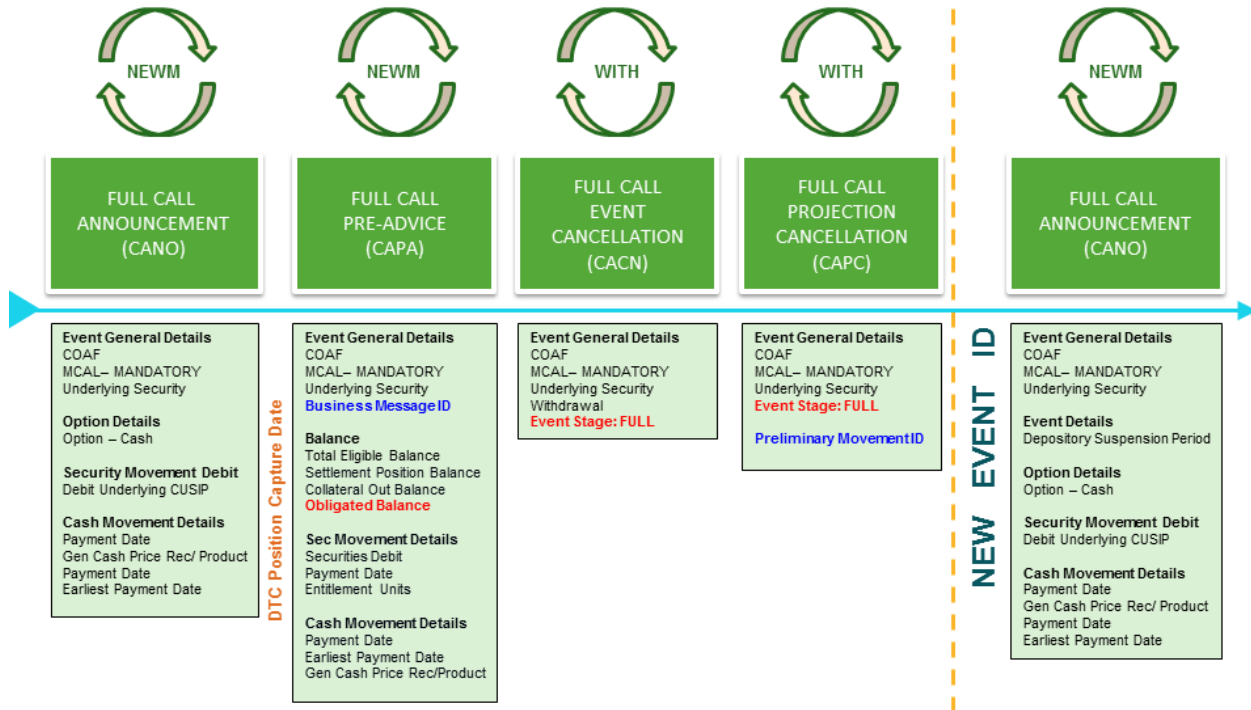 NEWM
NEWM
WITH
WITH
NEWM
FULL CALL
ANNOUNCEMENT
(CANO)
FULL CALL
PRE-ADVICE
(CAPA)
FULL CALL
EVENT
CANCELLATION
(CACN)
FULL CALL
PROJECTION
CANCELLATION
(CAPC)
FULL CALL
ANNOUNCEMENT
(CANO)
Event General Details
COAF
MCAL– MANDATORY
Underlying Security
Option Details
Option – Cash
Security Movement Debit
Debit Underlying CUSIP
Cash Movement Details
Payment Date
Gen Cash Price Rec/ Product
Payment Date
Earliest Payment Date
DTC Position Capture Date
Event General Details
COAF
MCAL– MANDATORY
Underlying Security
Business Message ID
Balance
Total Eligible Balance
Settlement Position Balance
Collateral Out Balance
Obligated Balance
Sec Movement Details
Securities Debit
Payment Date
Entitlement Units
Cash Movement Details
Payment Date
Earliest Payment Date
Gen Cash Price Rec/Product
Event General Details
COAF
MCAL– MANDATORY
Underlying Security
Withdrawal
Event Stage: FULL
Event General Details
COAF
MCAL– MANDATORY
Underlying Security
Event Stage: FULL
Preliminary Movement ID
NEW EVENT ID
Event General Details
COAF
MCAL– MANDATORY
Underlying Security
Event Details
Depository Suspension Period
Option Details
Option – Cash
Security Movement Debit
Debit Underlying CUSIP
Cash Movement Details
Payment Date
Gen Cash Price Rec/ Product
Payment Date
Earliest Payment Date